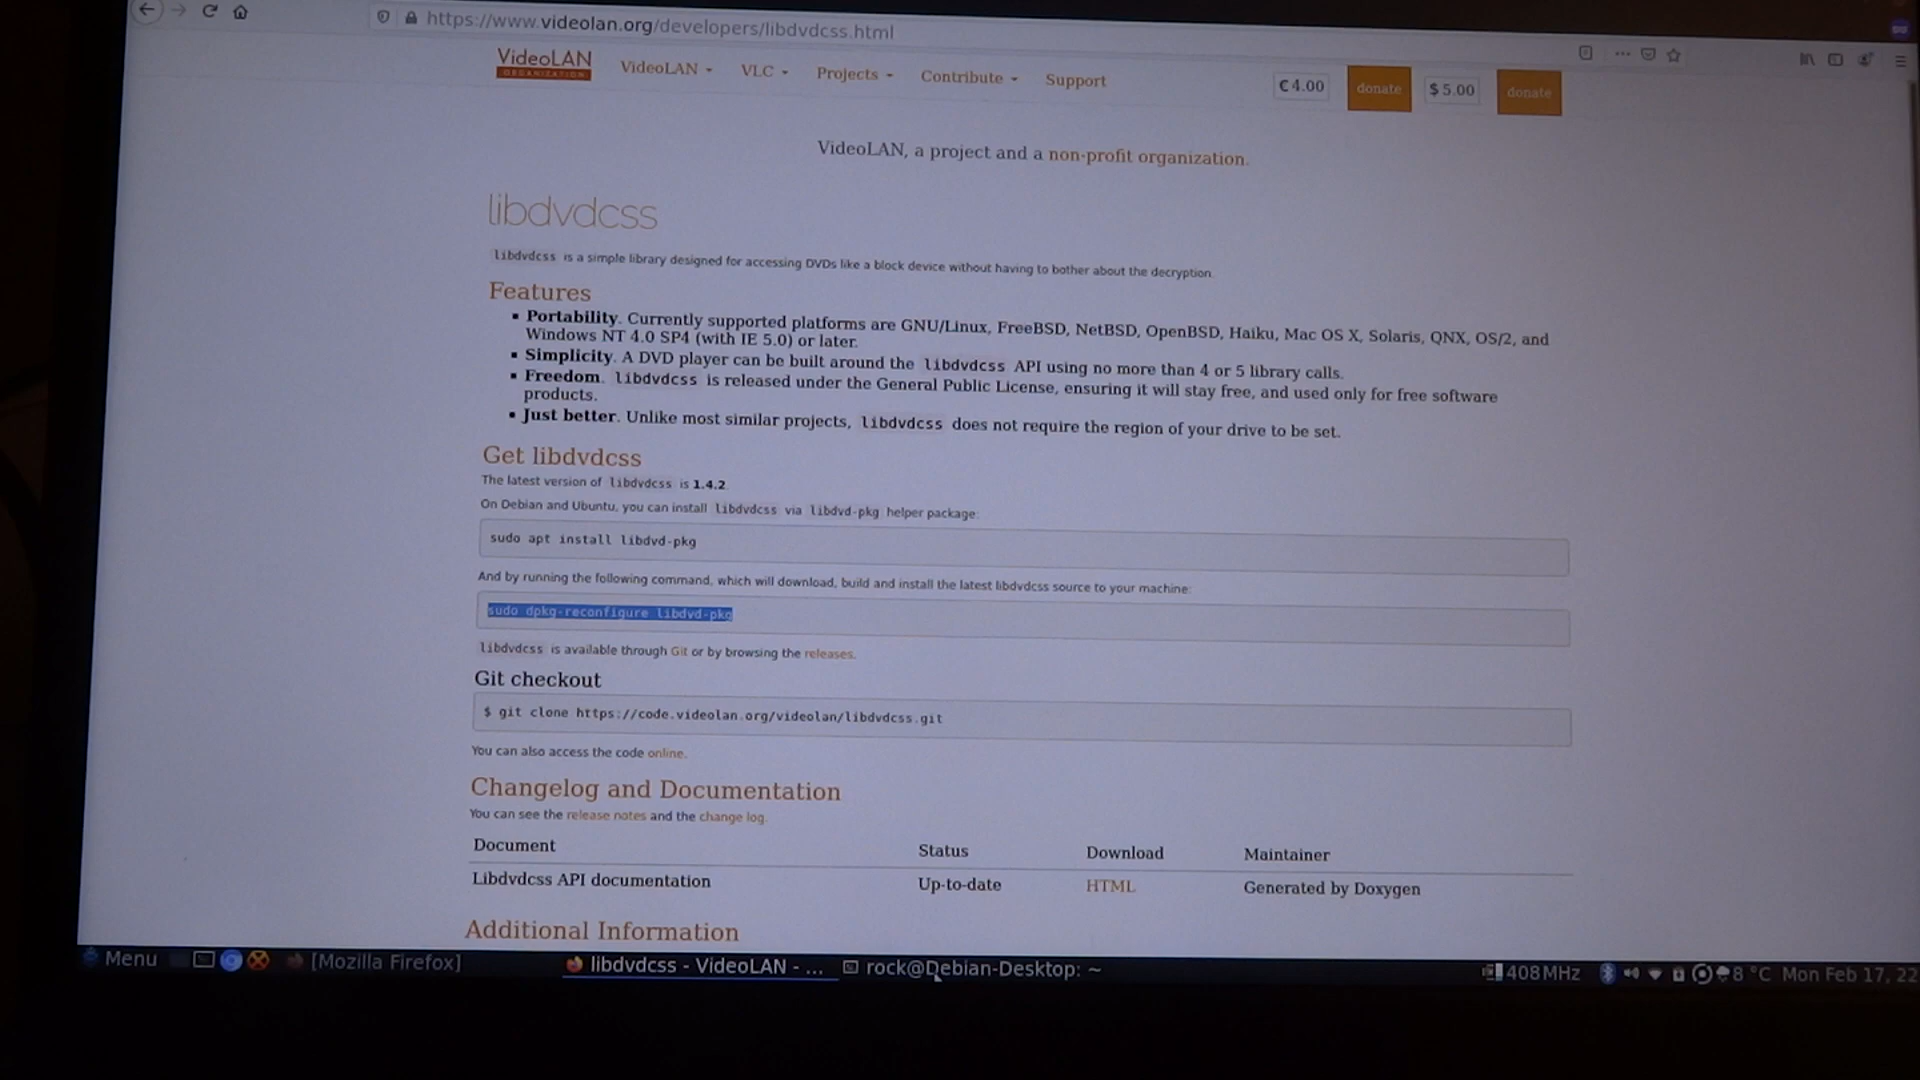 https://www.videolan.org/developers/libdvdcss.html
VideoLAN
ORGANIZATION
VideoLAN VLC Projects Contribute Support
€ 4.00 donate $ 5.00 donate
VideoLAN, a project and a non-profit organization.
libdvdcss
libdvdcss is a simple library designed for accessing DVDs like a block device without having to bother about the decryption.
Features
Portability. Currently supported platforms are GNU/Linux, FreeBSD, NetBSD, OpenBSD, Haiku, Mac OS X, Solaris, QNX, OS/2, and
Windows NT 4.0 SP4 (with IE 5.0) or later.
Simplicity. A DVD player can be built around the libdvdcss API using no more than 4 or 5 library calls.
Freedom. libdvdcss is released under the General Public License, ensuring it will stay free, and used only for free software
products.
Just better. Unlike most similar projects, libdvdcss does not require the region of your drive to be set.
Get libdvdcss
The latest version of libdvdcss is 1.4.2
On Debian and Ubuntu, you can install libdvdcss via libdvd-pkg helper package:
sudo apt install libdvd-pkg
And by running the following command, which will download, build and install the latest libdvdcss source to your machine:
sudo dpkg-reconfigure libdvd-pkg
libdvdcss is available through Git or by browsing the releases.
Git checkout
$ git clone https://code.videolan.org/videolan/libdvdcss.git
You can also access the code online.
Changelog and Documentation
You can see the release notes and the change log.
Document Status Download Maintainer
Libdvdcss API documentation Up-to-date HTML Generated by Doxygen
Additional Information
Menu [Mozilla Firefox] libdvdcss - VideoLAN - ... rock@Debian-Desktop: ~ 408MHz 8 °C Mon Feb 17, 22